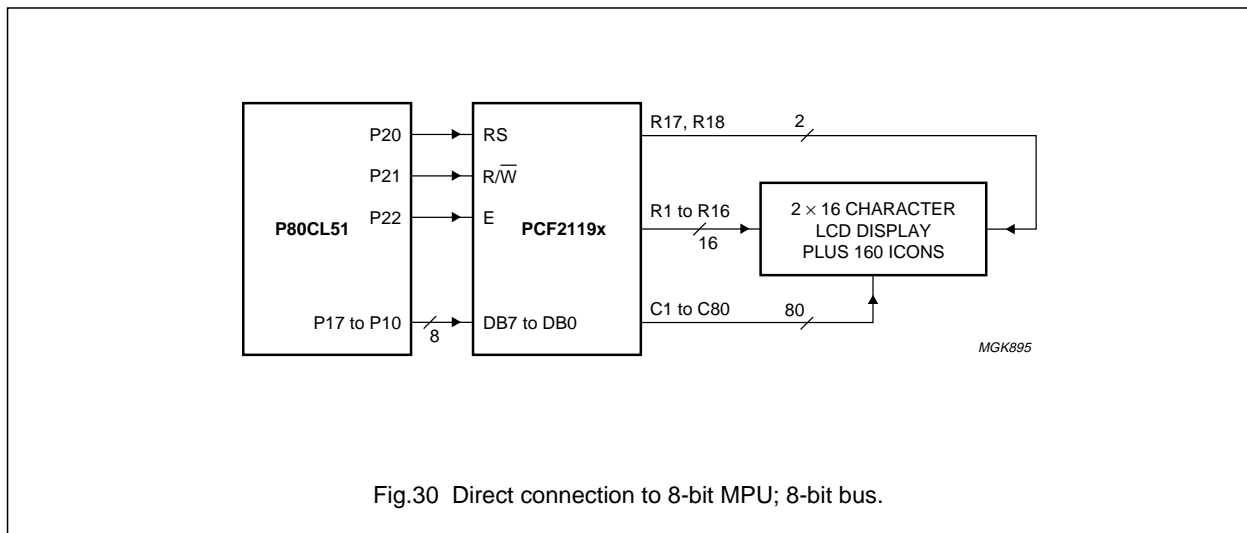 P80CL51
P20
P21
P22
P17 to P10
8
RS
R/W̅
E
PCF2119x
DB7 to DB0
R17, R18
2
R1 to R16
16
C1 to C80
80
2 × 16 CHARACTER
LCD DISPLAY
PLUS 160 ICONS
MGK895
Fig.30 Direct connection to 8-bit MPU; 8-bit bus.